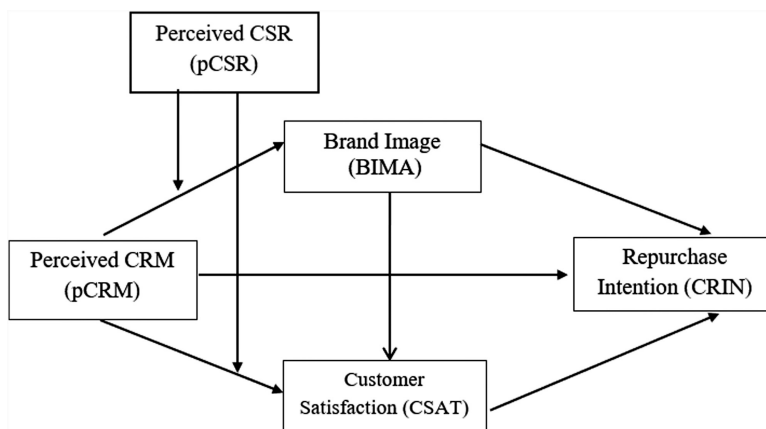 Perceived CSR
(pCSR)
Brand Image
(BIMA)
Perceived CRM
(pCRM)
Repurchase
Intention (CRIN)
Customer
Satisfaction (CSAT)